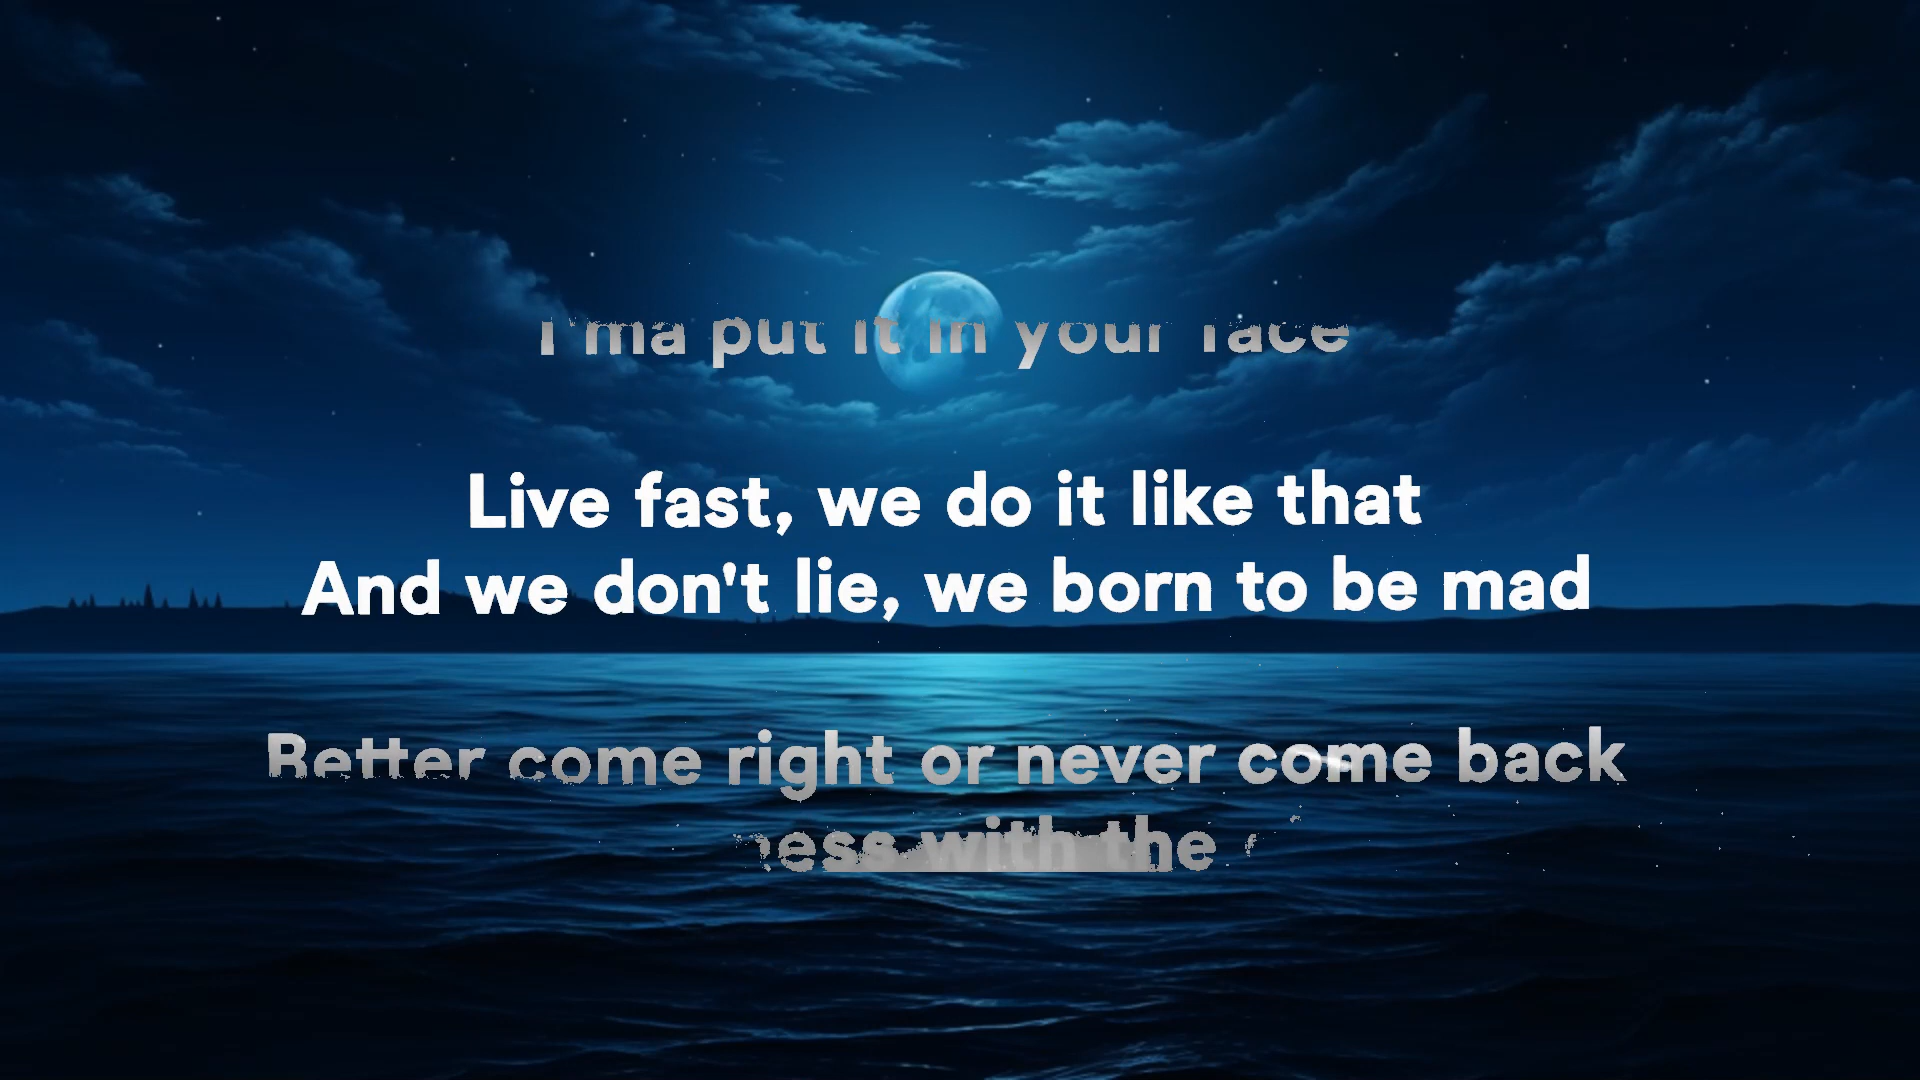 I'ma put it in your face
Live fast, we do it like that
And we don't lie, we born to be mad
Better come right or never come back
with the